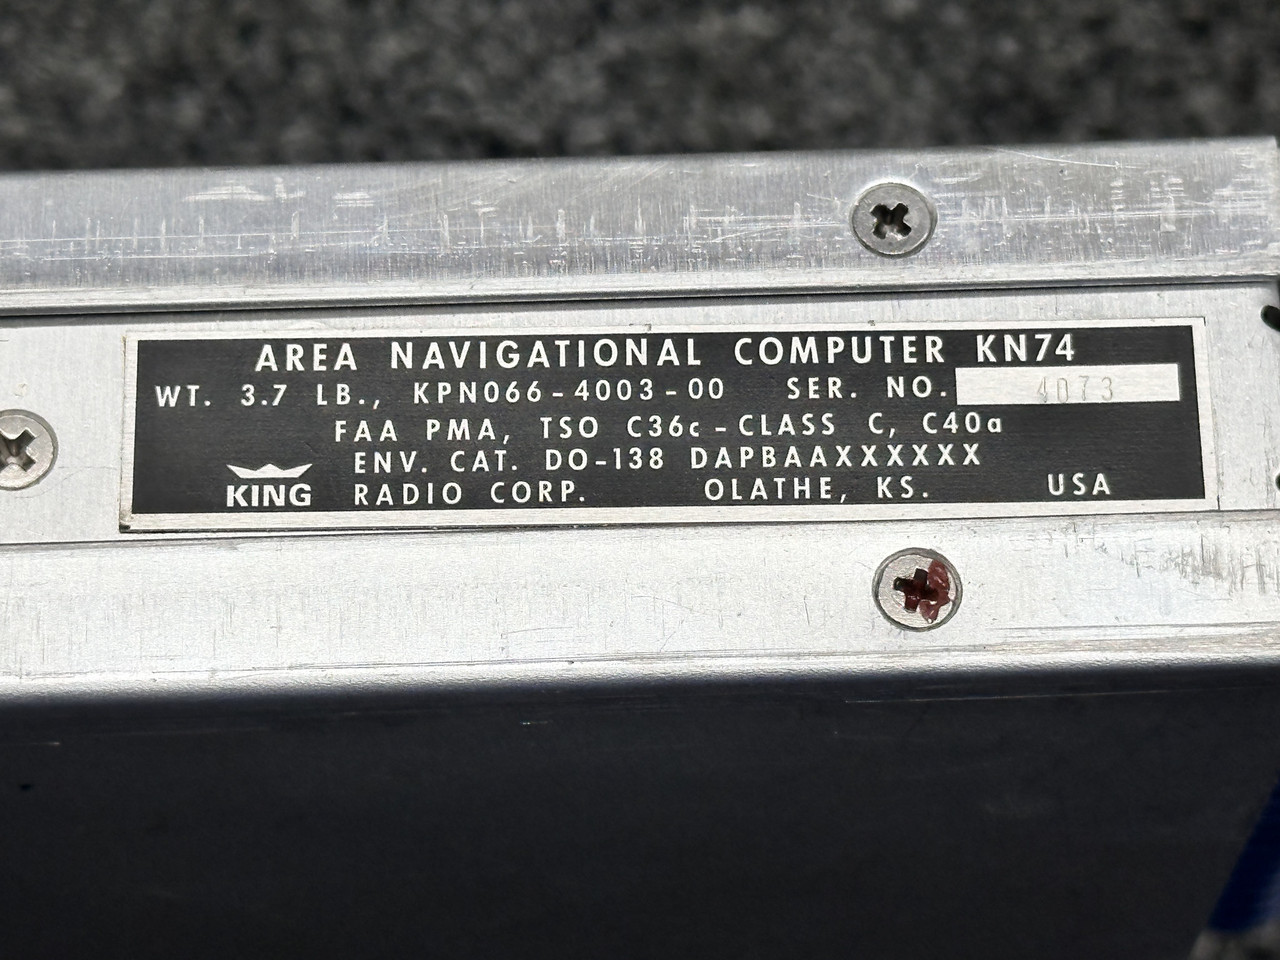 AREA NAVIGATIONAL COMPUTER KN74
WT. 3.7 LB., KPN066-4003-00 SER. NO. 4073
FAA PMA, TSO C36c-CLASS C, C40a
ENV. CAT. DO-138 DAPBAAXXXXXX
KING RADIO CORP. OLATHE, KS. USA